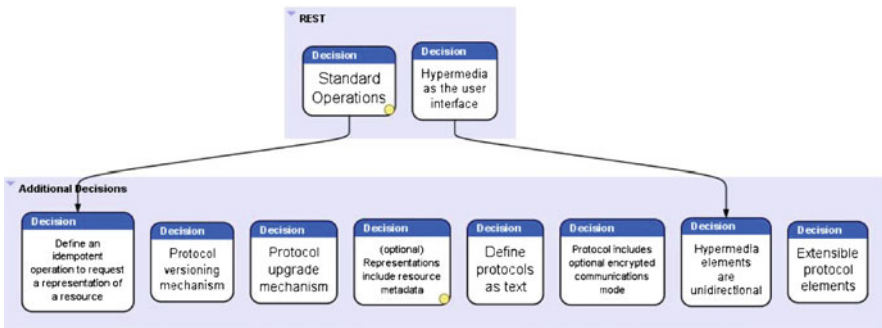 REST
Decision
Standard
Operations
Decision
Hypermedia
as the user
interface
Additional Decisions
Decision
Define an
idempotent
operation to request
a representation of
a resource
Decision
Protocol
versioning
mechanism
Decision
Protocol
upgrade
mechanism
Decision
(optional)
Representations
include resource
metadata
Decision
Define
protocols
as text
Decision
Protocol includes
optional encrypted
communications
mode
Decision
Hypermedia
elements
are
unidirectional
Decision
Extensible
protocol
elements